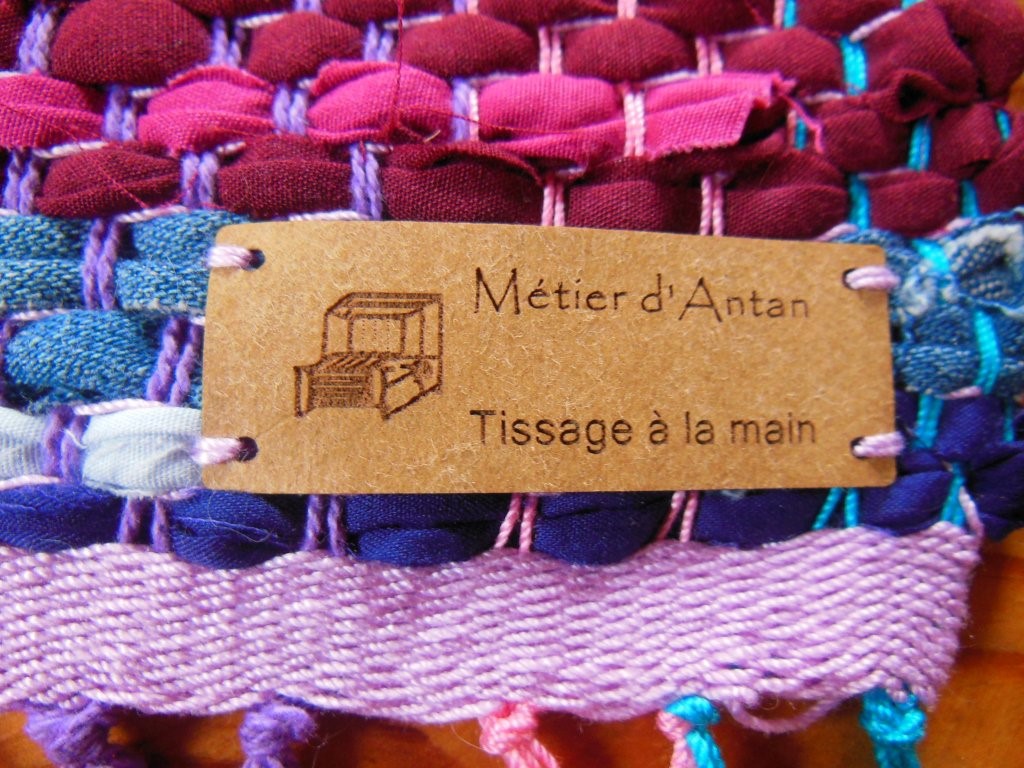 Métier d'Antan
Tissage à la main